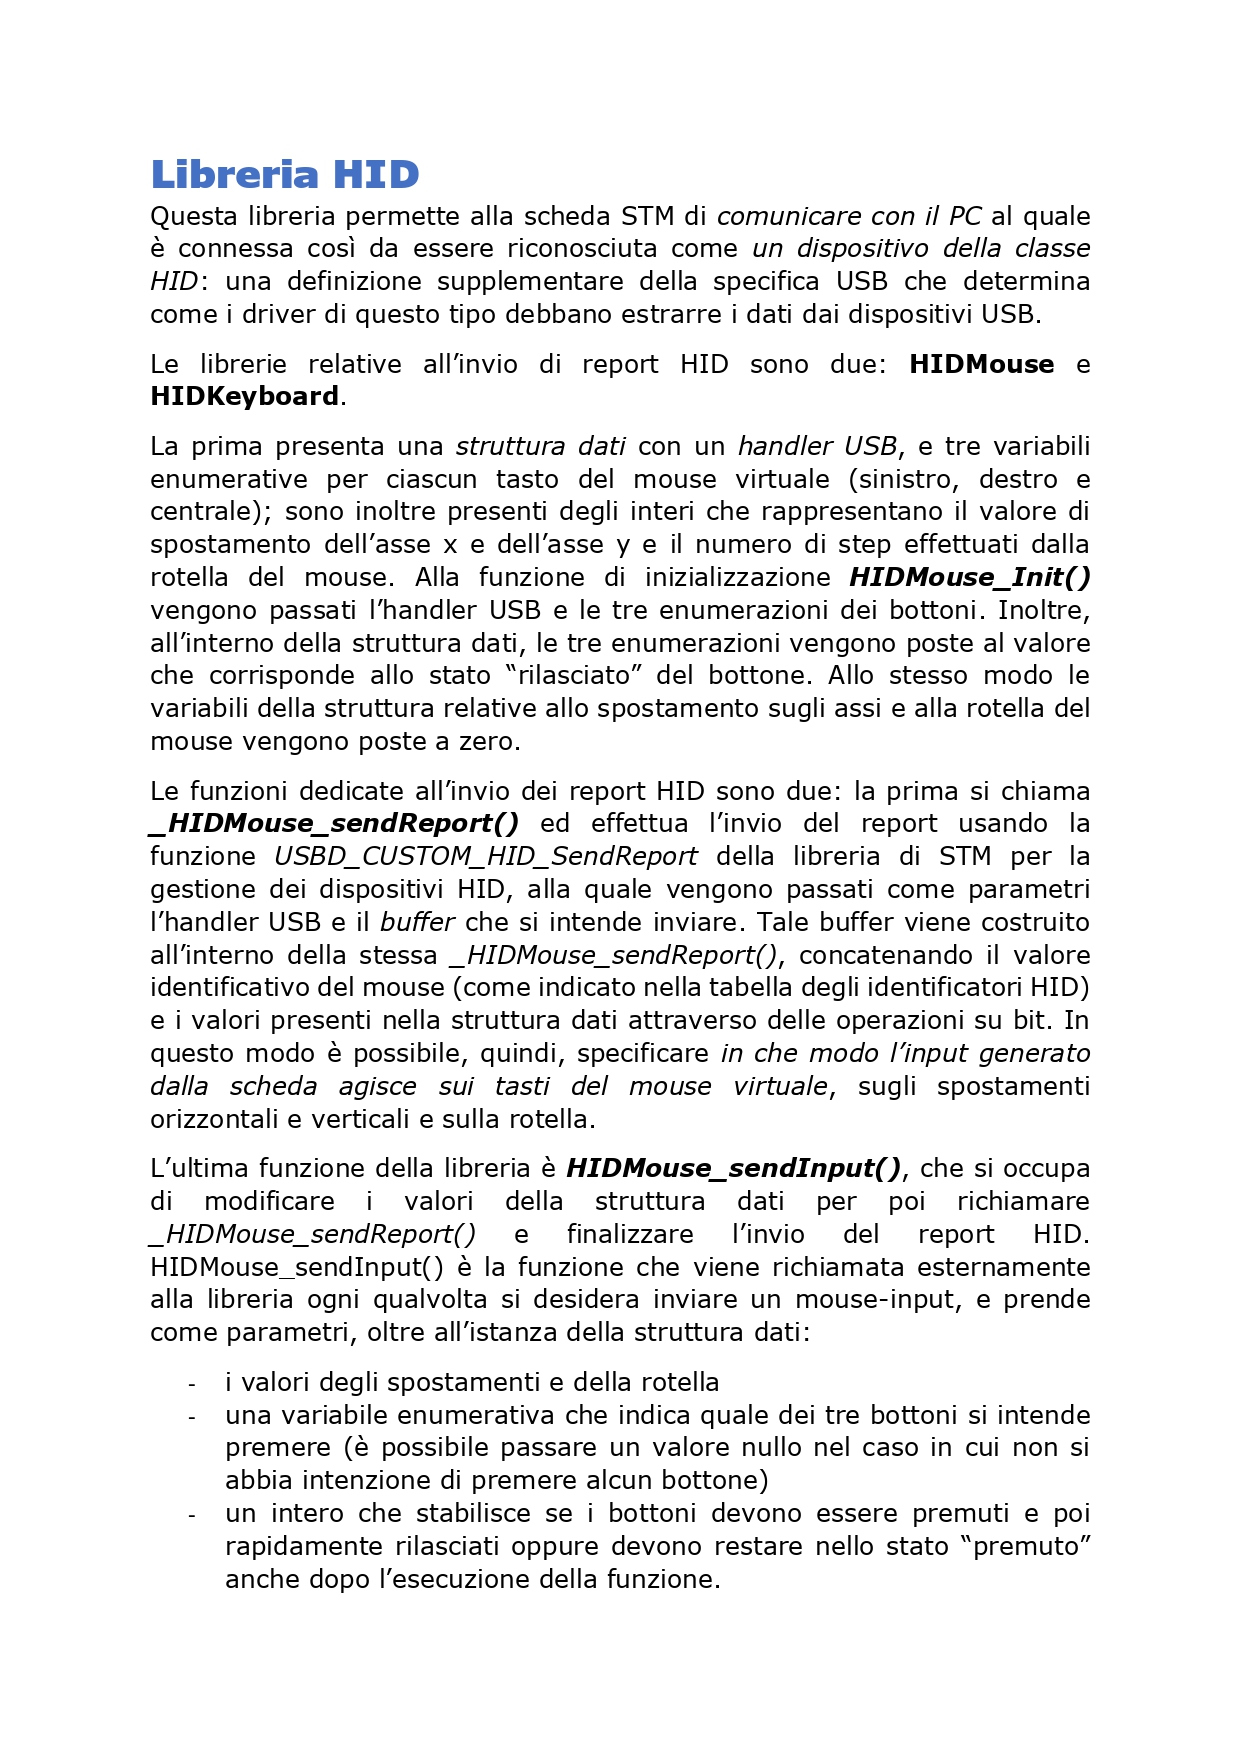 Libreria HID
Questa libreria permette alla scheda STM di comunicare con il PC al quale
è connessa così da essere riconosciuta come un dispositivo della classe
HID: una definizione supplementare della specifica USB che determina
come i driver di questo tipo debbano estrarre i dati dai dispositivi USB.
Le librerie relative all’invio di report HID sono due: HIDMouse e
HIDKeyboard.
La prima presenta una struttura dati con un handler USB, e tre variabili
enumerative per ciascun tasto del mouse virtuale (sinistro, destro e
centrale); sono inoltre presenti degli interi che rappresentano il valore di
spostamento dell’asse x e dell’asse y e il numero di step effettuati dalla
rotella del mouse. Alla funzione di inizializzazione HIDMouse_Init()
vengono passati l’handler USB e le tre enumerazioni dei bottoni. Inoltre,
all’interno della struttura dati, le tre enumerazioni vengono poste al valore
che corrisponde allo stato “rilasciato” del bottone. Allo stesso modo le
variabili della struttura relative allo spostamento sugli assi e alla rotella del
mouse vengono poste a zero.
Le funzioni dedicate all’invio dei report HID sono due: la prima si chiama
_HIDMouse_sendReport() ed effettua l’invio del report usando la
funzione USBD_CUSTOM_HID_SendReport della libreria di STM per la
gestione dei dispositivi HID, alla quale vengono passati come parametri
l’handler USB e il buffer che si intende inviare. Tale buffer viene costruito
all’interno della stessa _HIDMouse_sendReport(), concatenando il valore
identificativo del mouse (come indicato nella tabella degli identificatori HID)
e i valori presenti nella struttura dati attraverso delle operazioni su bit. In
questo modo è possibile, quindi, specificare in che modo l’input generato
dalla scheda agisce sui tasti del mouse virtuale, sugli spostamenti
orizzontali e verticali e sulla rotella.
L’ultima funzione della libreria è HIDMouse_sendInput(), che si occupa
di modificare i valori della struttura dati per poi richiamare
_HIDMouse_sendReport() e finalizzare l’invio del report HID.
HIDMouse_sendInput() è la funzione che viene richiamata esternamente
alla libreria ogni qualvolta si desidera inviare un mouse-input, e prende
come parametri, oltre all’istanza della struttura dati:
- i valori degli spostamenti e della rotella
- una variabile enumerativa che indica quale dei tre bottoni si intende
premere (è possibile passare un valore nullo nel caso in cui non si
abbia intenzione di premere alcun bottone)
- un intero che stabilisce se i bottoni devono essere premuti e poi
rapidamente rilasciati oppure devono restare nello stato “premuto”
anche dopo l’esecuzione della funzione.